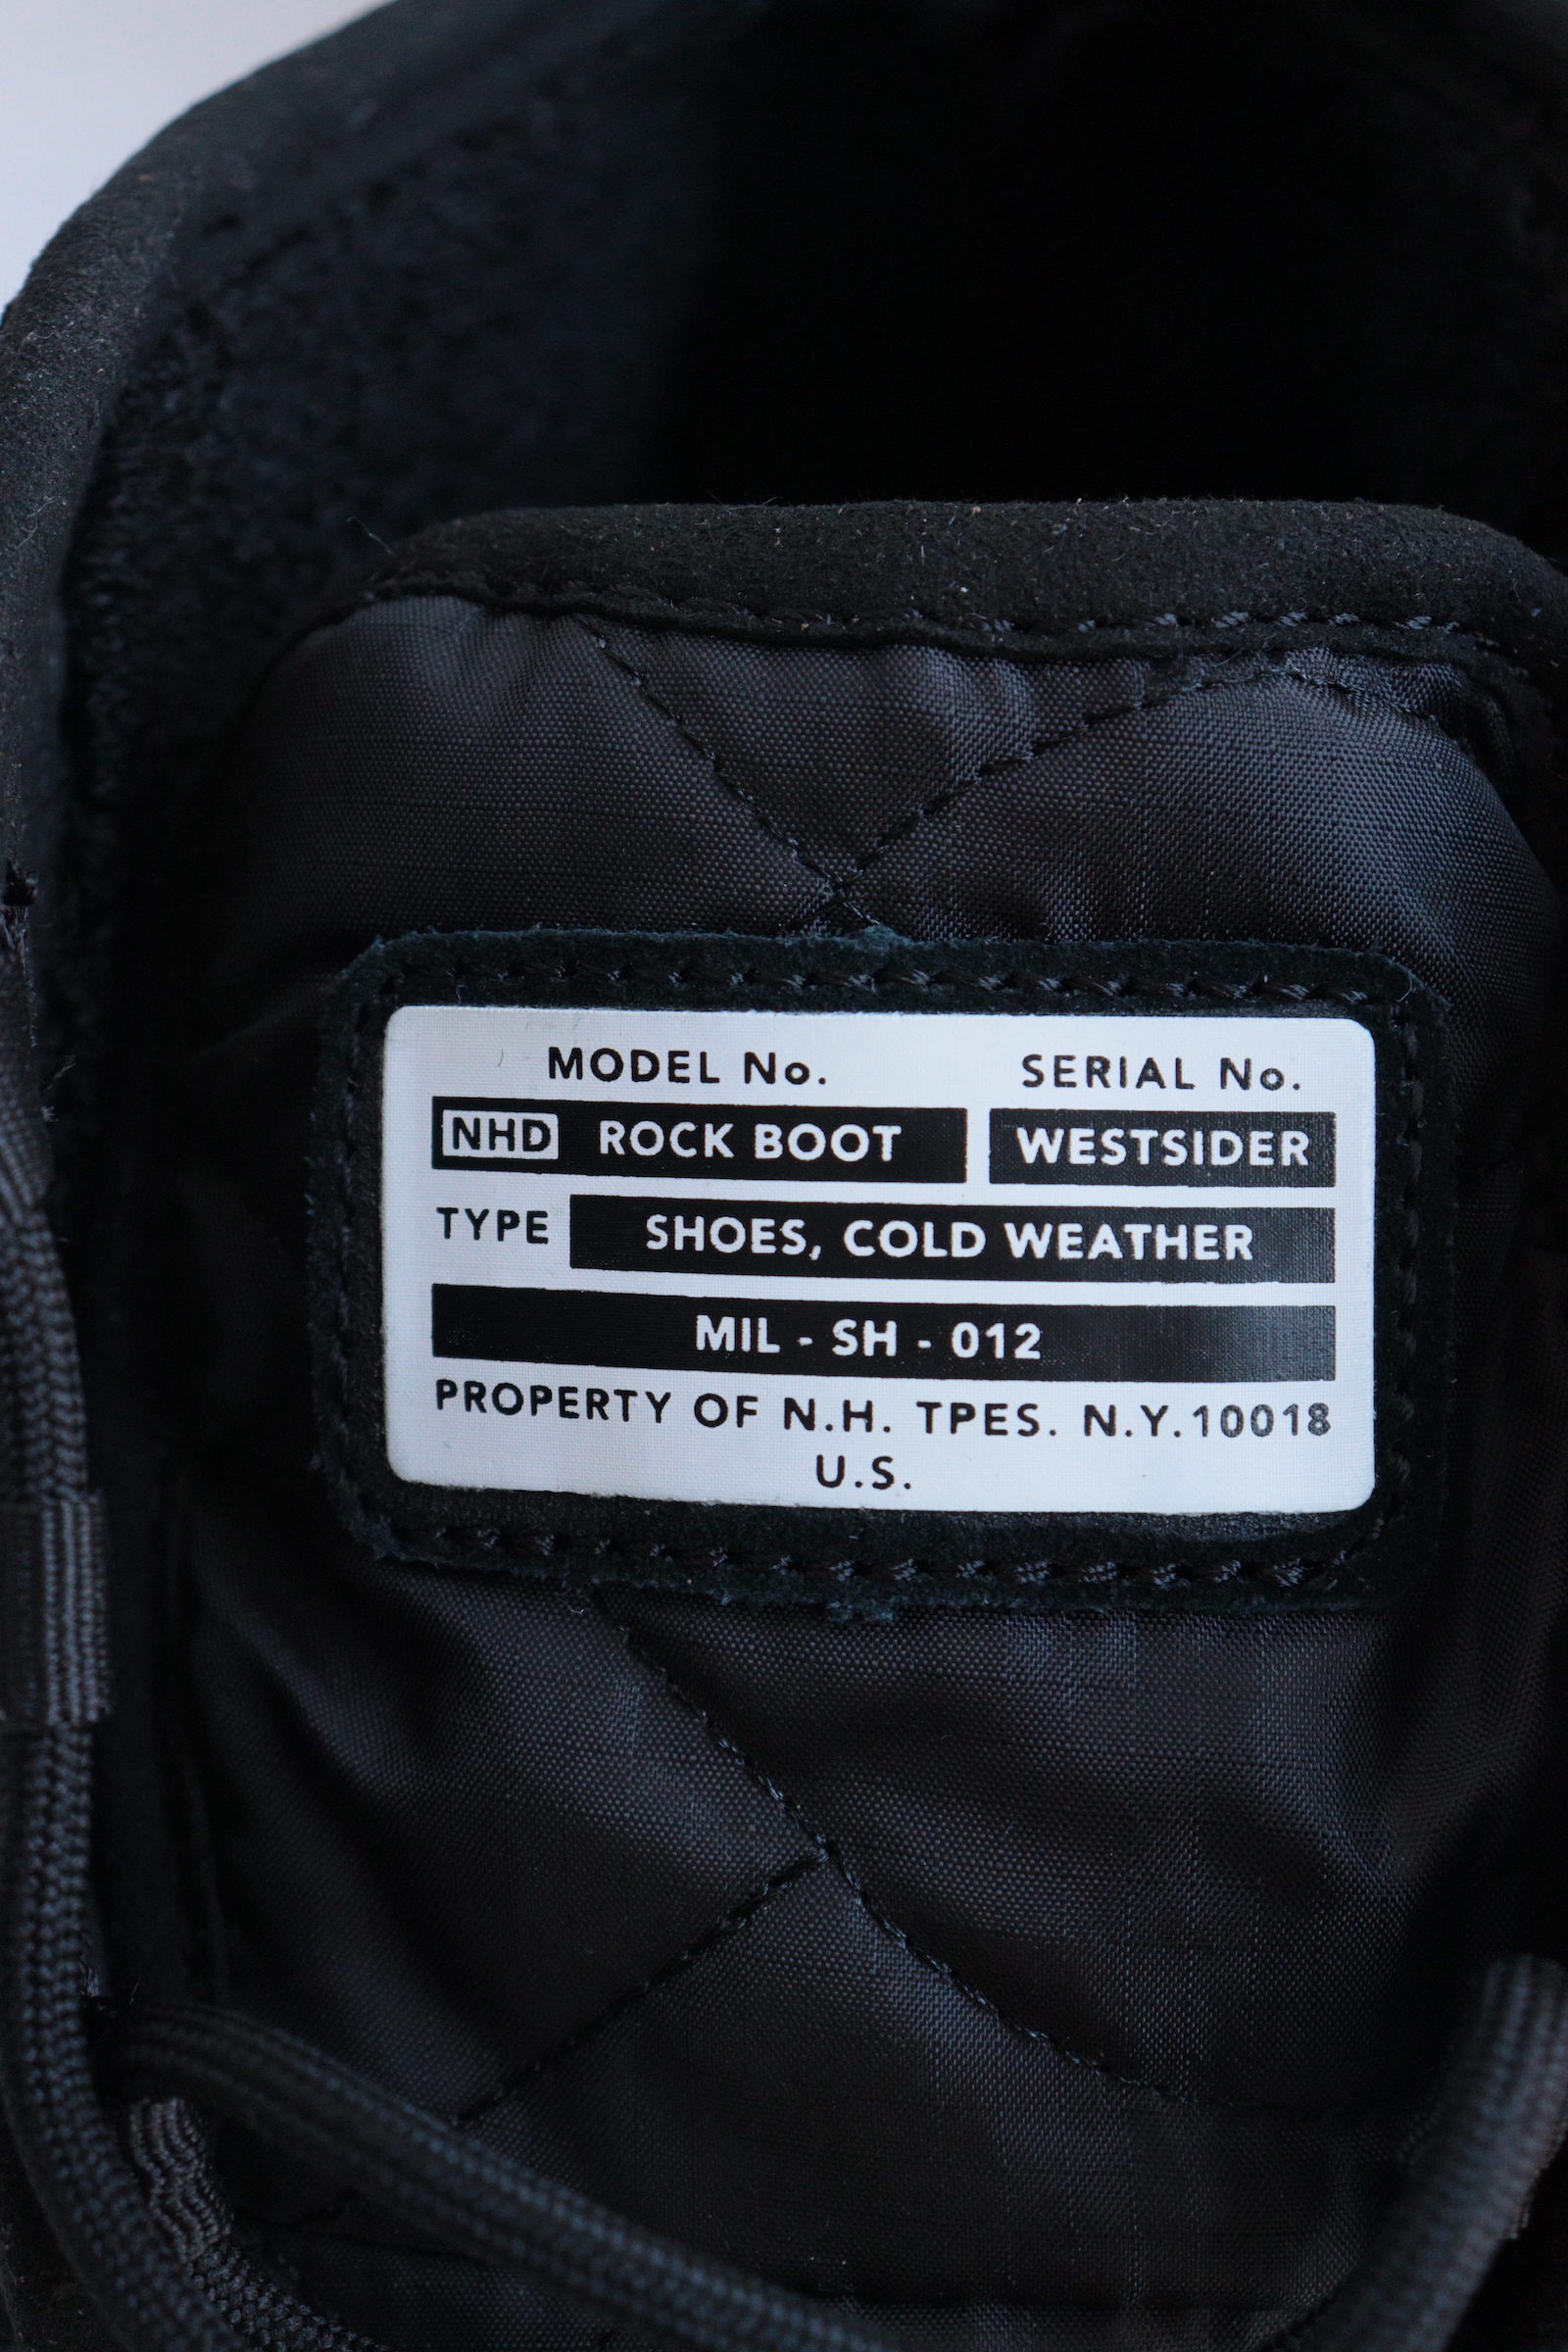 MODEL No. SERIAL No.
NHD ROCK BOOT WESTSIDER
TYPE SHOES, COLD WEATHER
MIL - SH - 012
PROPERTY OF N.H. TPES. N.Y.10018
U.S.